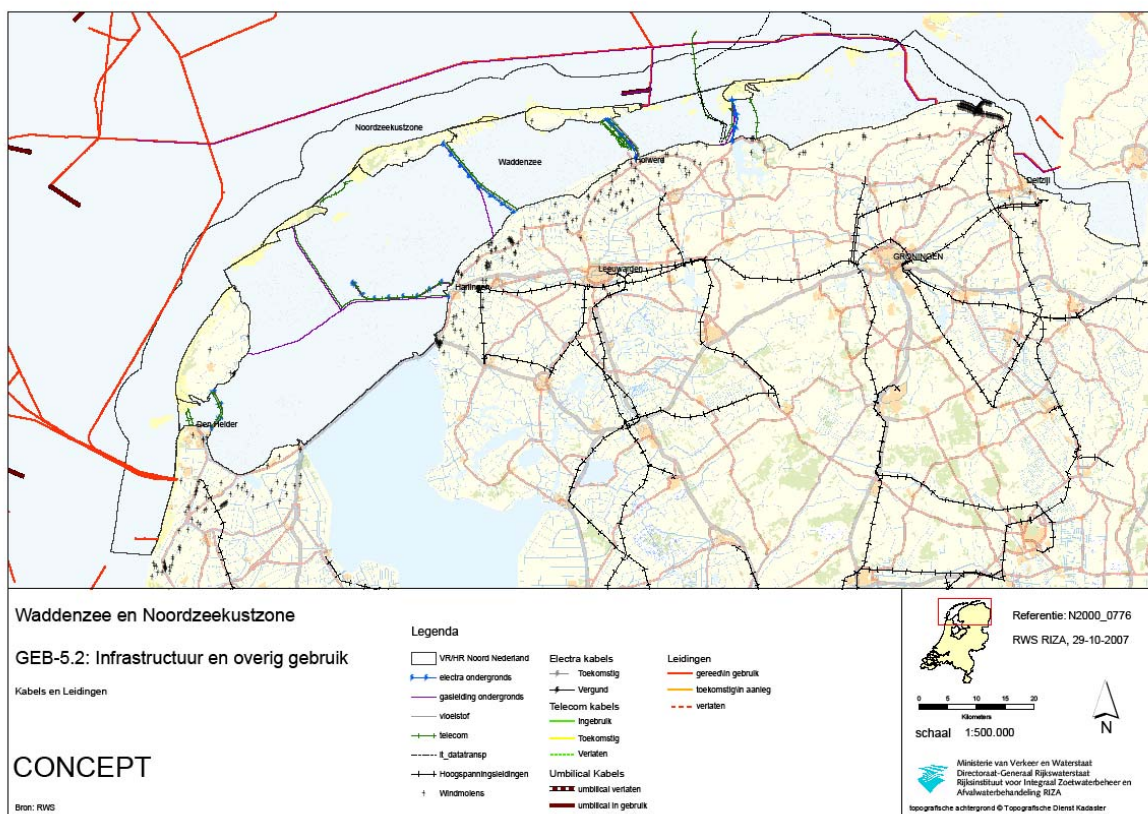 Noordzeekustzone
Waddenzee
Holwerd
Delfzijl
GRONINGEN
Leeuwarden
Harlingen
Den Helder
Waddenzee en Noordzeekustzone
GEB-5.2: Infrastructuur en overig gebruik
Kabels en Leidingen
CONCEPT
Bron: RWS
Legenda
VR/HR Noord Nederland
electra ondergronds
gasleiding ondergronds
vloeistof
telecom
lt_datatransp
Hoogspanningsleidingen
Windmolens
Electra kabels
Toekomstig
Vergund
Telecom kabels
Ingebruik
Toekomstig
Verlaten
Umbilical Kabels
umbilical verlaten
umbilical in gebruik
Leidingen
gereed\in gebruik
toekomstig\in aanleg
verlaten
Referentie: N2000_0776
RWS RIZA, 29-10-2007
0 5 10 15 20
Kilometers
schaal 1:500.000
N
Ministerie van Verkeer en Waterstaat
Directoraat-Generaal Rijkswaterstaat
Rijksinstituut voor Integraal Zoetwaterbeheer en
Afvalwaterbehandeling RIZA
topografische achtergrond © Topografische Dienst Kadaster